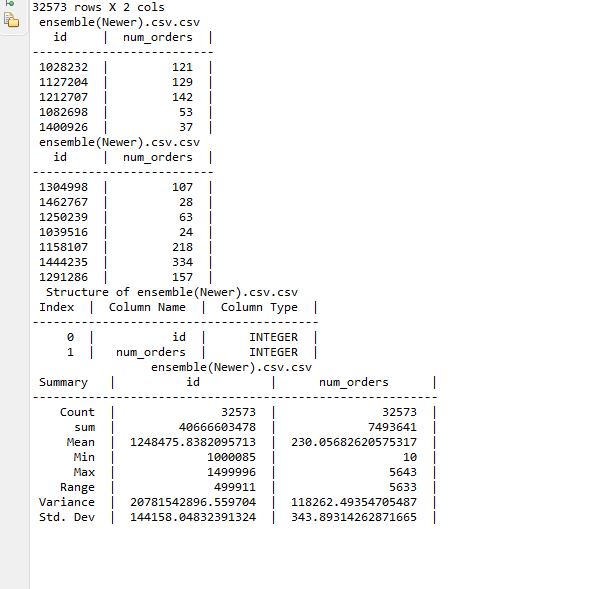 32573 rows X 2 cols
ensemble(Newer).csv.csv
id | num_orders |
--------------------------
1028232 | 121 |
1127204 | 129 |
1212707 | 142 |
1082698 | 53 |
1400926 | 37 |
ensemble(Newer).csv.csv
id | num_orders |
--------------------------
1304998 | 107 |
1462767 | 28 |
1250239 | 63 |
1039516 | 24 |
1158107 | 218 |
1444235 | 334 |
1291286 | 157 |
Structure of ensemble(Newer).csv.csv
Index | Column Name | Column Type |
-----------------------------------------
0 | id | INTEGER |
1 | num_orders | INTEGER |
ensemble(Newer).csv.csv
Summary | id | num_orders |
----------------------------------------------------------
Count | 32573 | 32573 |
sum | 40666603478 | 7493641 |
Mean | 1248475.8382095713 | 230.05682620575317 |
Min | 1000085 | 10 |
Max | 1499996 | 5643 |
Range | 499911 | 5633 |
Variance | 20781542896.559704 | 118262.49354705487 |
Std. Dev | 144158.04832391324 | 343.89314262871665 |